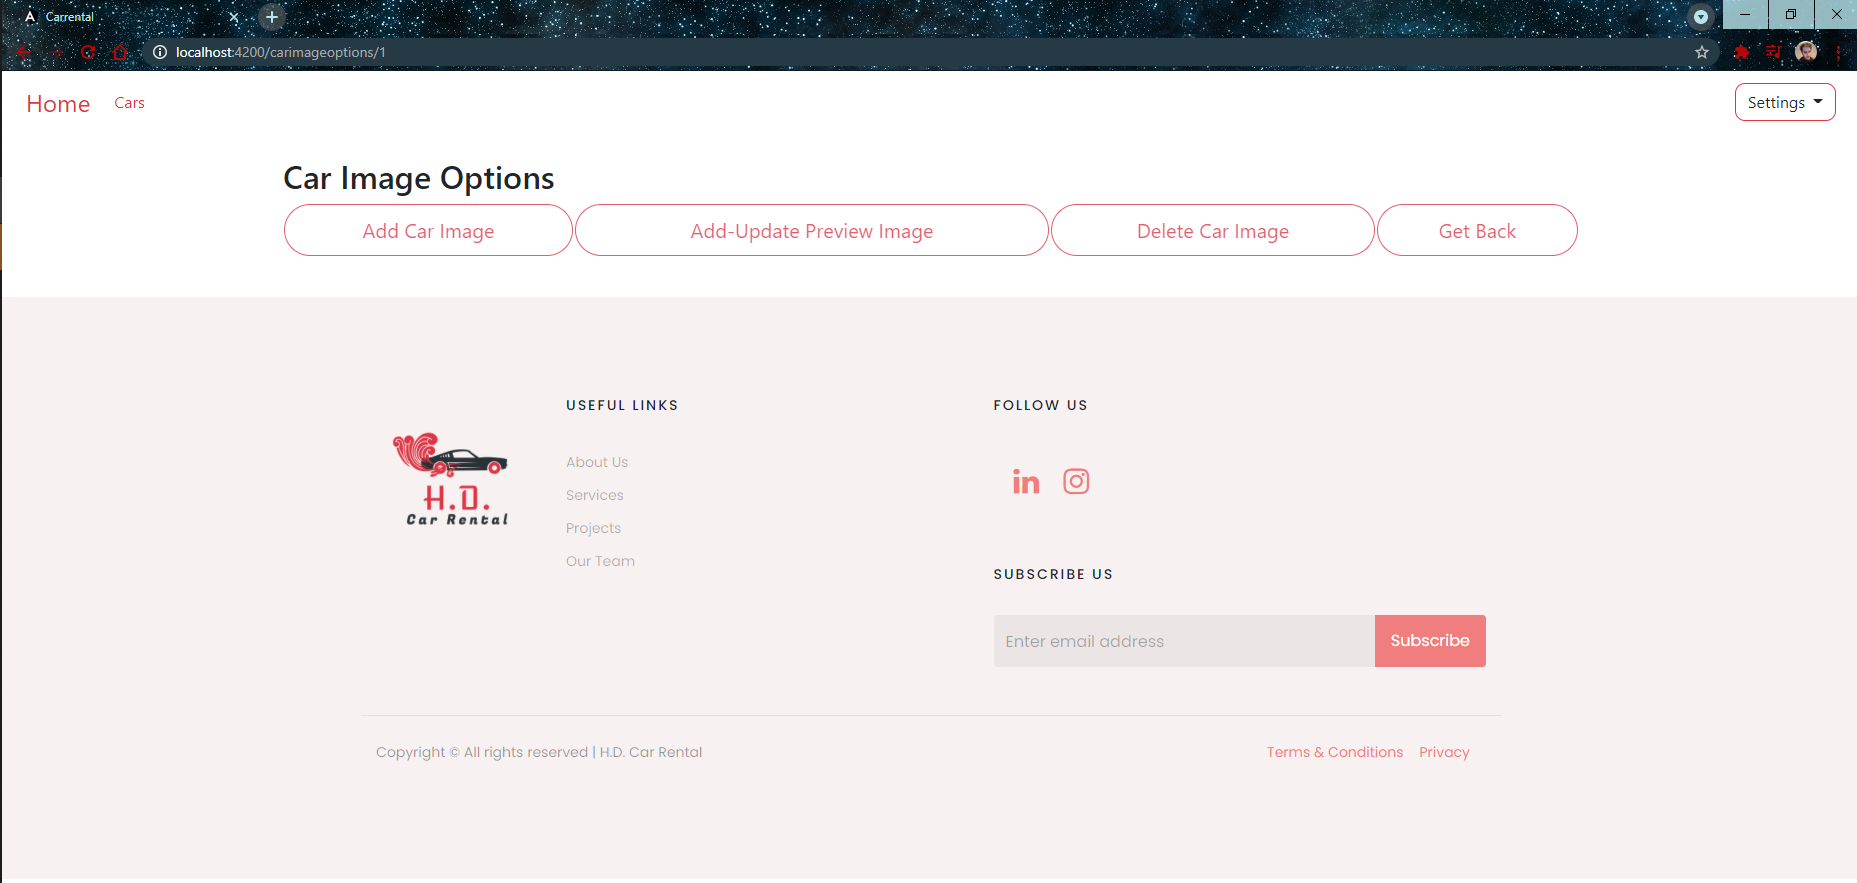 Carrental
localhost:4200/carimageoptions/1
Home Cars Settings
Car Image Options
Add Car Image Add-Update Preview Image Delete Car Image Get Back
USEFUL LINKS
About Us
Services
Projects
Our Team
H.D.
Car Rental
FOLLOW US
in
SUBSCRIBE US
Enter email address Subscribe
Copyright © All rights reserved | H.D. Car Rental Terms & Conditions Privacy